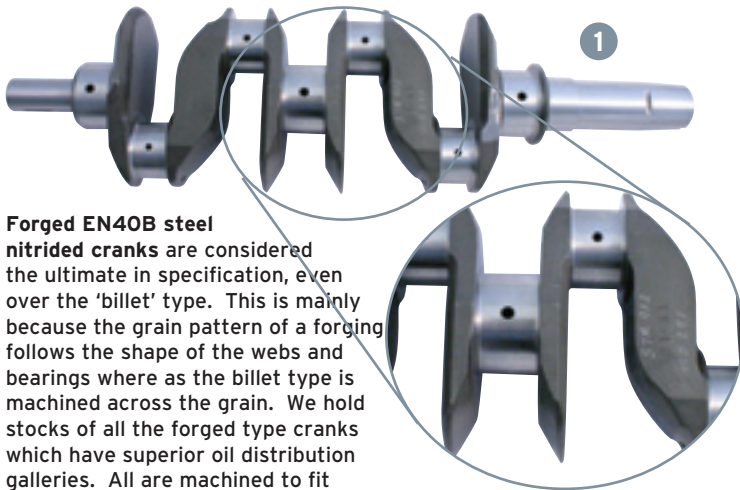 1
Forged EN40B steel
nitrided cranks are considered
the ultimate in specification, even
over the ‘billet’ type.  This is mainly
because the grain pattern of a forging
follows the shape of the webs and
bearings where as the billet type is
machined across the grain.  We hold
stocks of all the forged type cranks
which have superior oil distribution
galleries.  All are machined to fit